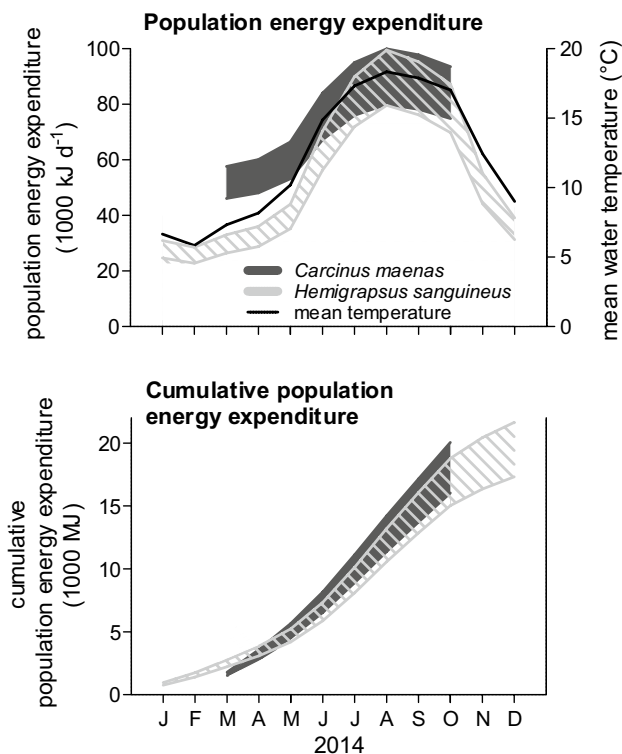 Population energy expenditure
population energy expenditure
(1000 kJ d⁻¹)
100
80
60
40
20
0
20
15
10
5
0
mean water temperature (°C)
Carcinus maenas
Hemigrapsus sanguineus
mean temperature
Cumulative population
energy expenditure
cumulative
population energy expenditure
(1000 MJ)
20
15
10
5
0
J F M A M J J A S O N D
2014